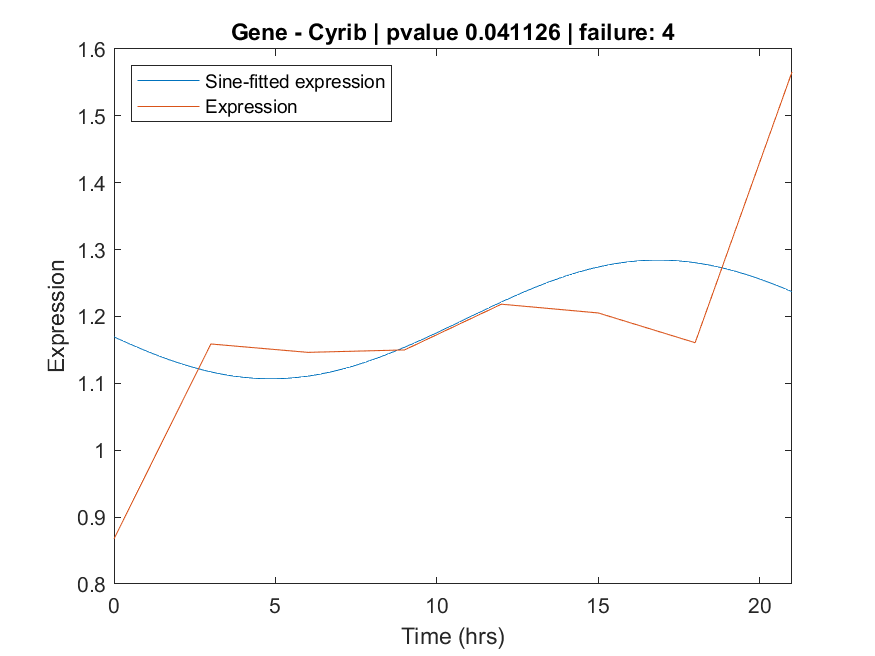 Gene - Cyrib | pvalue 0.041126 | failure: 4
1.6
Sine-fitted expression
Expression
1.5
1.4
1.3
1.2
1.1
1
0.9
0.8
Expression
0 5 10 15 20
Time (hrs)